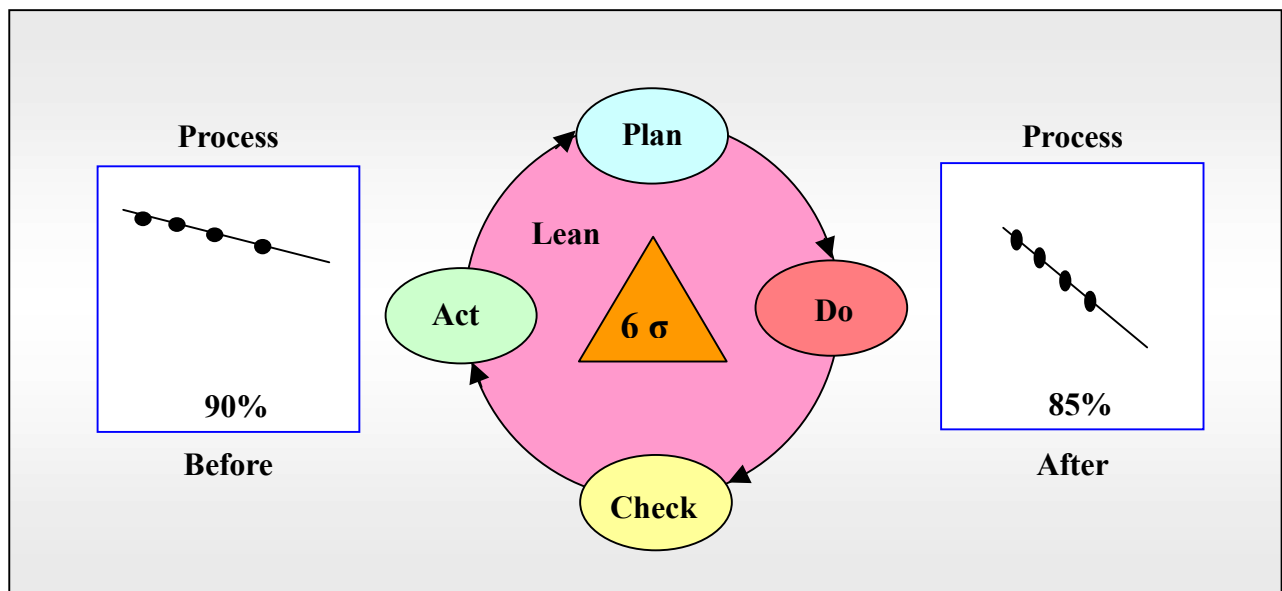 Process
90%
Before
Plan
Lean
6 σ
Act
Do
Check
Process
85%
After